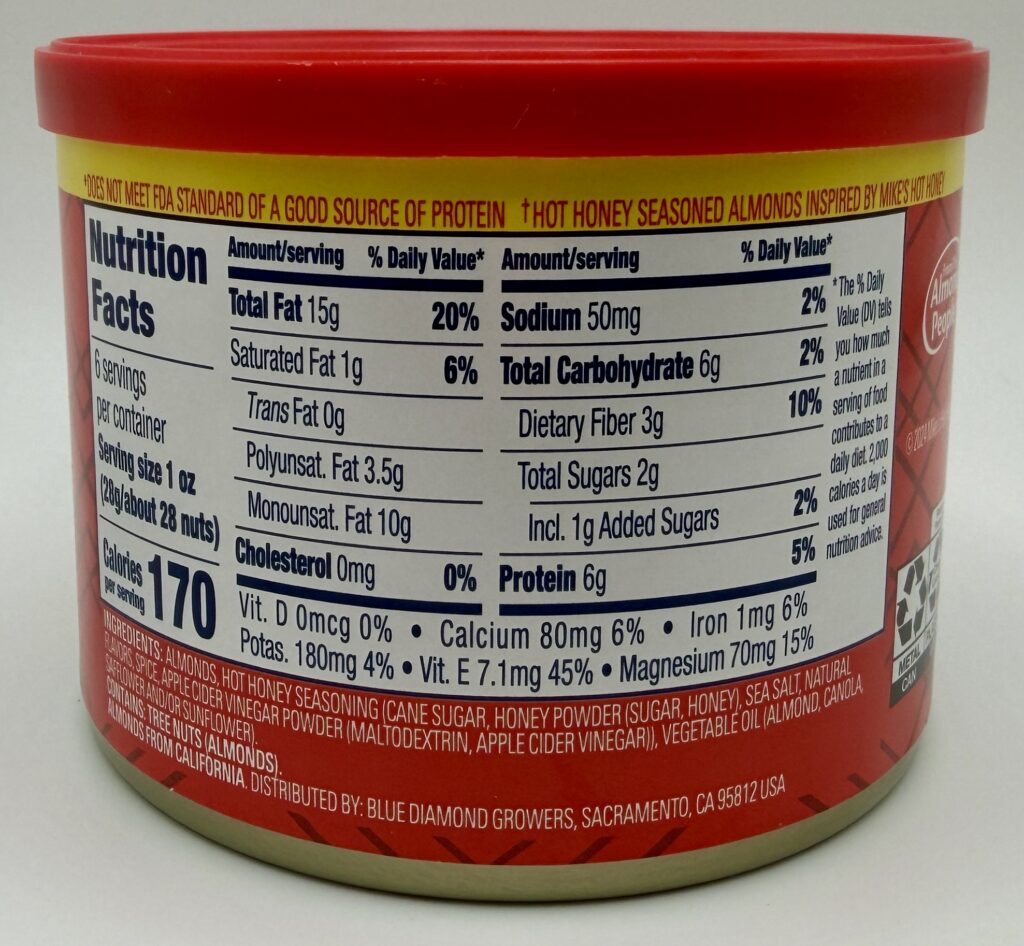 *DOES NOT MEET FDA STANDARD OF A GOOD SOURCE OF PROTEIN †HOT HONEY SEASONED ALMONDS INSPIRED BY MIKE'S HOT HONEY
Nutrition
Facts
6 servings
per container
Serving size 1 oz
(28g/about 28 nuts)
Calories
per serving
170
Amount/serving % Daily Value*
Total Fat 15g 20%
Saturated Fat 1g 6%
Trans Fat 0g
Polyunsat. Fat 3.5g
Monounsat. Fat 10g
Cholesterol 0mg 0%
Amount/serving % Daily Value*
Sodium 50mg 2%
Total Carbohydrate 6g 2%
Dietary Fiber 3g 10%
Total Sugars 2g
Incl. 1g Added Sugars 2%
Protein 6g 5%
Vit. D 0mcg 0% • Calcium 80mg 6% • Iron 1mg 6%
Potas. 180mg 4% • Vit. E 7.1mg 45% • Magnesium 70mg 15%
*The % Daily
Value (DV) tells
you how much
a nutrient in a
serving of food
contributes to a
daily diet. 2,000
calories a day is
used for general
nutrition advice.
INGREDIENTS: ALMONDS, HOT HONEY SEASONING (CANE SUGAR, HONEY POWDER (SUGAR, HONEY), SEA SALT, NATURAL
FLAVORS, SPICE, APPLE CIDER VINEGAR POWDER (MALTODEXTRIN, APPLE CIDER VINEGAR)), VEGETABLE OIL (ALMOND, CANOLA,
SAFFLOWER AND/OR SUNFLOWER).
CONTAINS: TREE NUTS (ALMONDS).
ALMONDS FROM CALIFORNIA. DISTRIBUTED BY: BLUE DIAMOND GROWERS, SACRAMENTO, CA 95812 USA
METAL
CAN